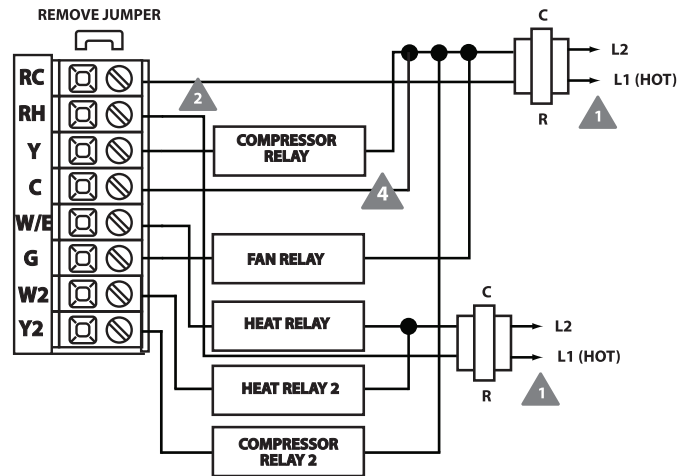 REMOVE JUMPER
RC
RH
Y
C
W/E
G
W2
Y2
2
COMPRESSOR
RELAY
4
FAN RELAY
HEAT RELAY
HEAT RELAY 2
COMPRESSOR
RELAY 2
C
L2
L1 (HOT)
R
1
C
L2
L1 (HOT)
R
1